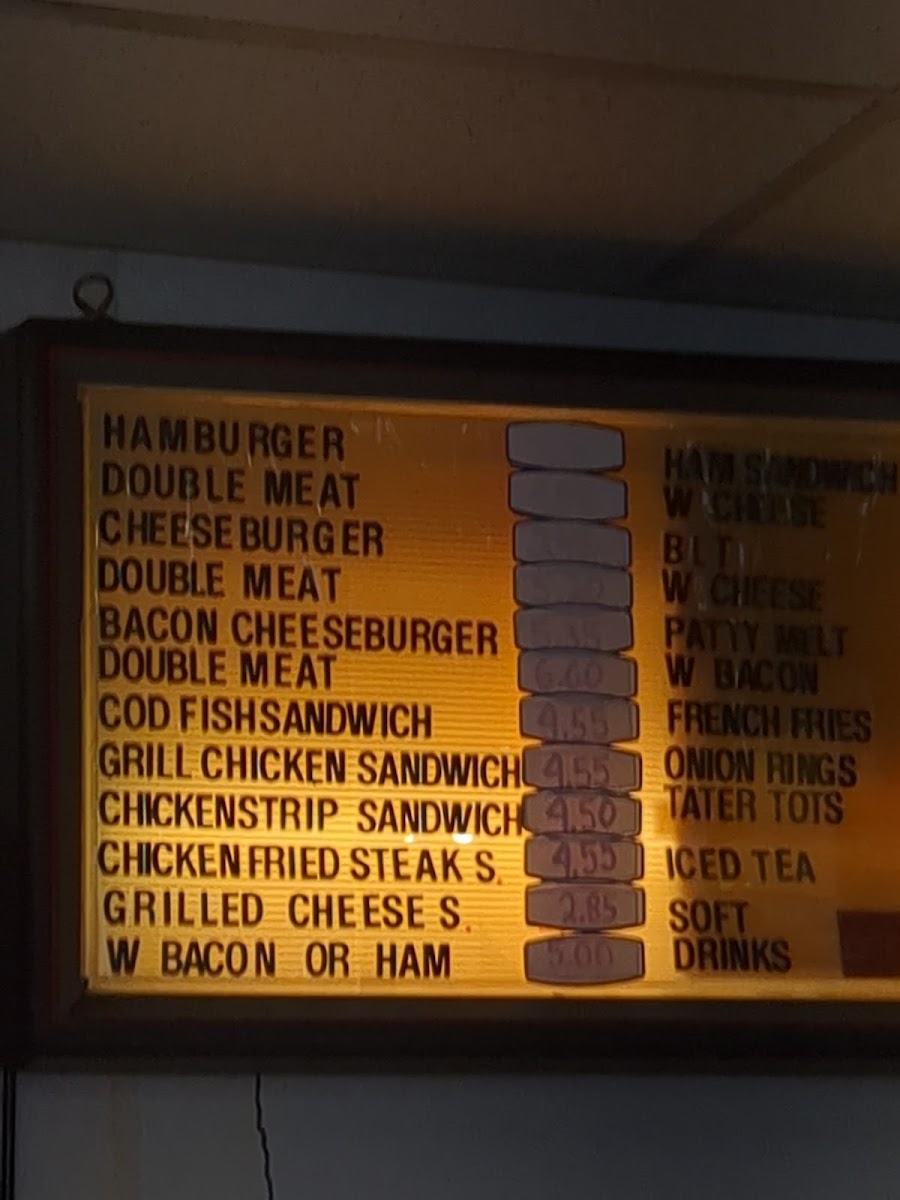 HAMBURGER
DOUBLE MEAT
CHEESEBURGER
DOUBLE MEAT
BACON CHEESEBURGER
DOUBLE MEAT 6.60
COD FISH SANDWICH 4.55
GRILL CHICKEN SANDWICH 4.55
CHICKENSTRIP SANDWICH 4.50
CHICKEN FRIED STEAK S. 4.55
GRILLED CHEESE S. 2.85
W BACON OR HAM 5.00
HAM SANDWICH
W CHEESE
BLT
W CHEESE
PATTY MELT
W BACON
FRENCH FRIES
ONION RINGS
TATER TOTS
ICED TEA
SOFT
DRINKS